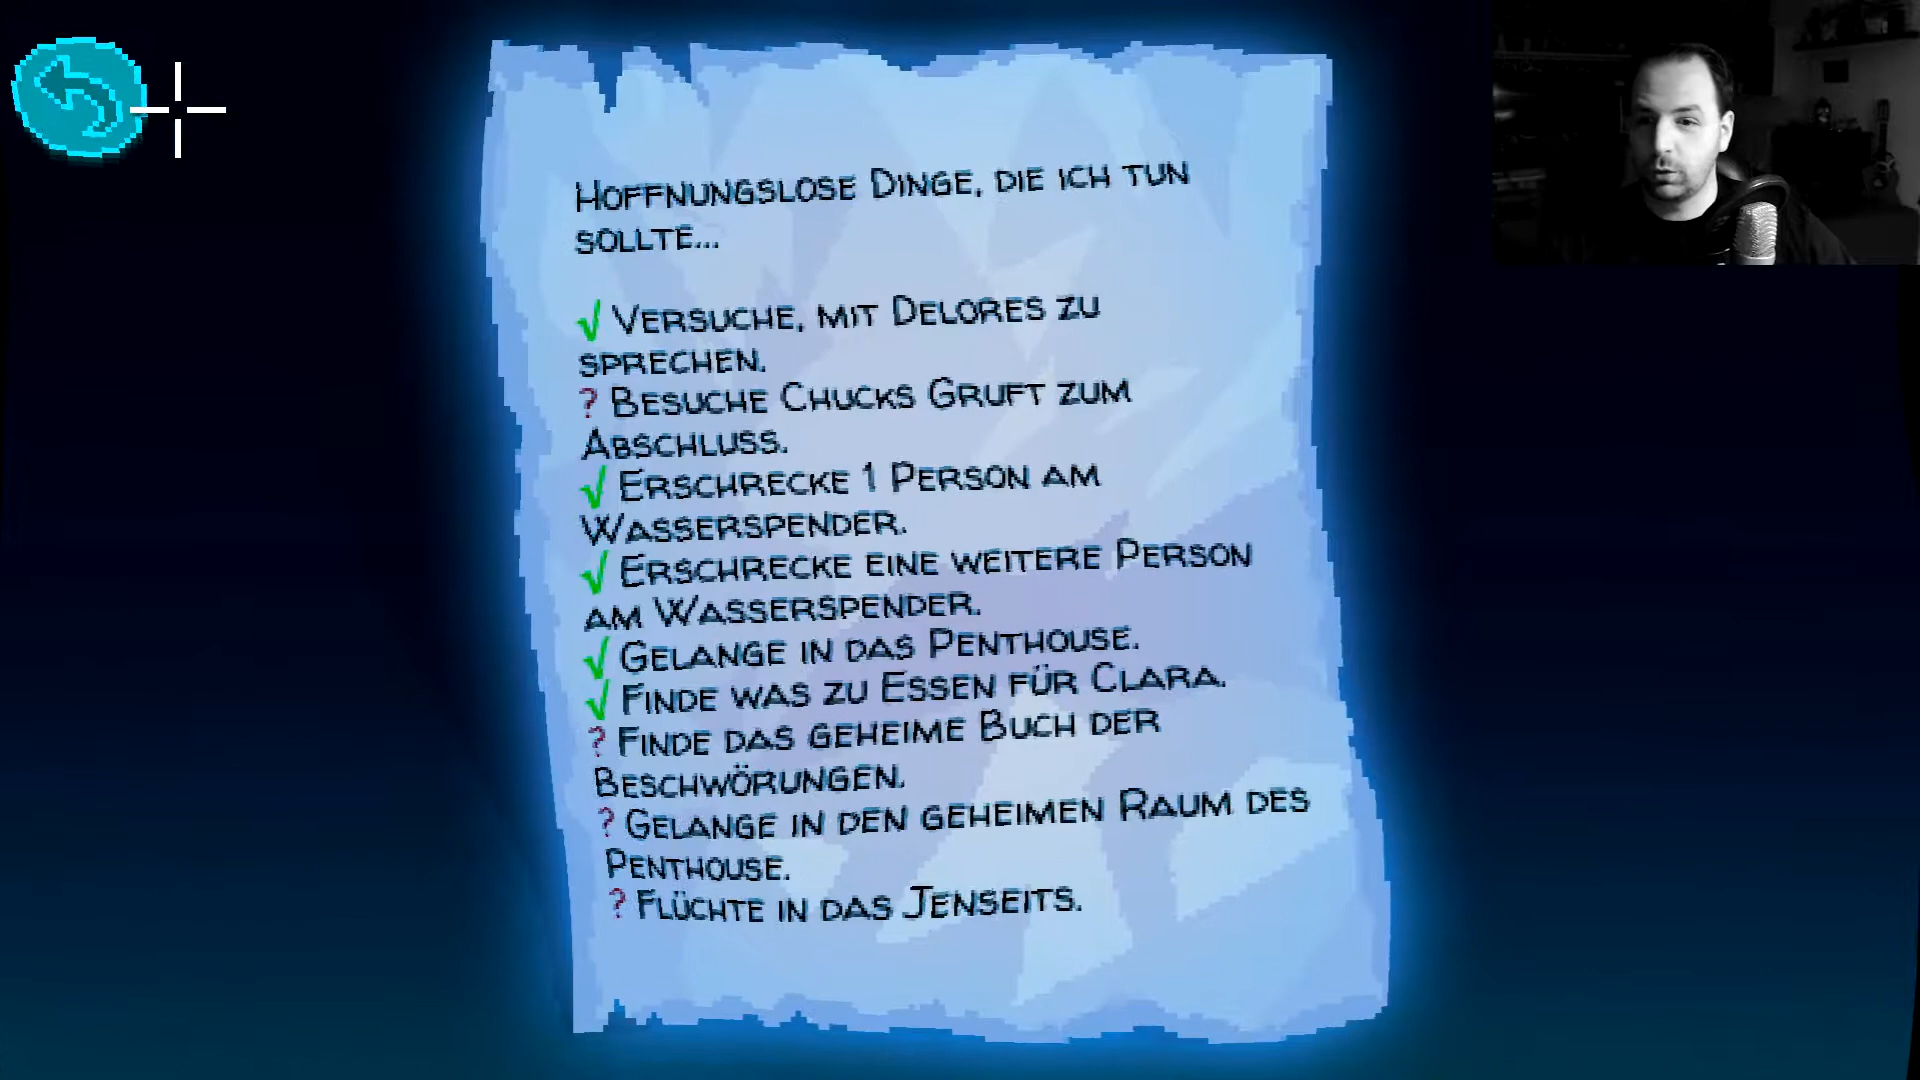 Hoffnungslose Dinge, die ich tun
sollte...
√ Versuche, mit Delores zu
sprechen.
? Besuche Chucks Gruft zum
Abschluss.
√ Erschrecke 1 Person am
Wasserspender.
√ Erschrecke eine weitere Person
am Wasserspender.
√ Gelange in das Penthouse.
√ Finde was zu Essen für Clara.
? Finde das geheime Buch der
Beschwörungen.
? Gelange in den geheimen Raum des
Penthouse.
? Flüchte in das Jenseits.